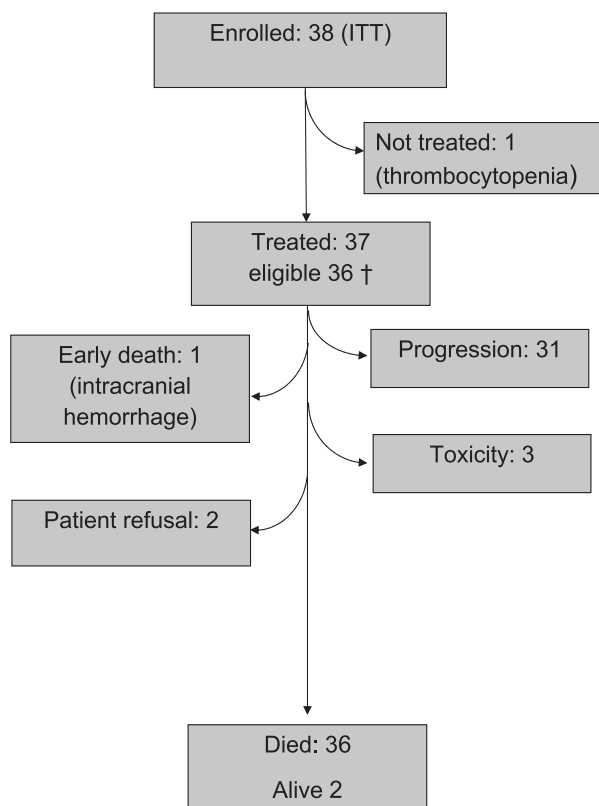 Enrolled: 38 (ITT)
Not treated: 1
(thrombocytopenia)
Treated: 37
eligible 36 †
Progression: 31
Early death: 1
(intracranial
hemorrhage)
Toxicity: 3
Patient refusal: 2
Died: 36
Alive 2